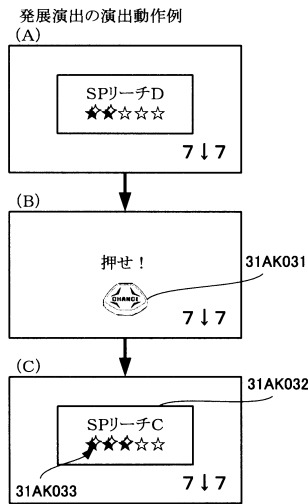 発展演出の演出動作例
(A)
SPリーチD
★★☆☆☆
7↓7
(B)
押せ！
31AK031
CHANCE
7↓7
(C)
31AK032
SPリーチC
★★★☆☆
31AK033
7↓7